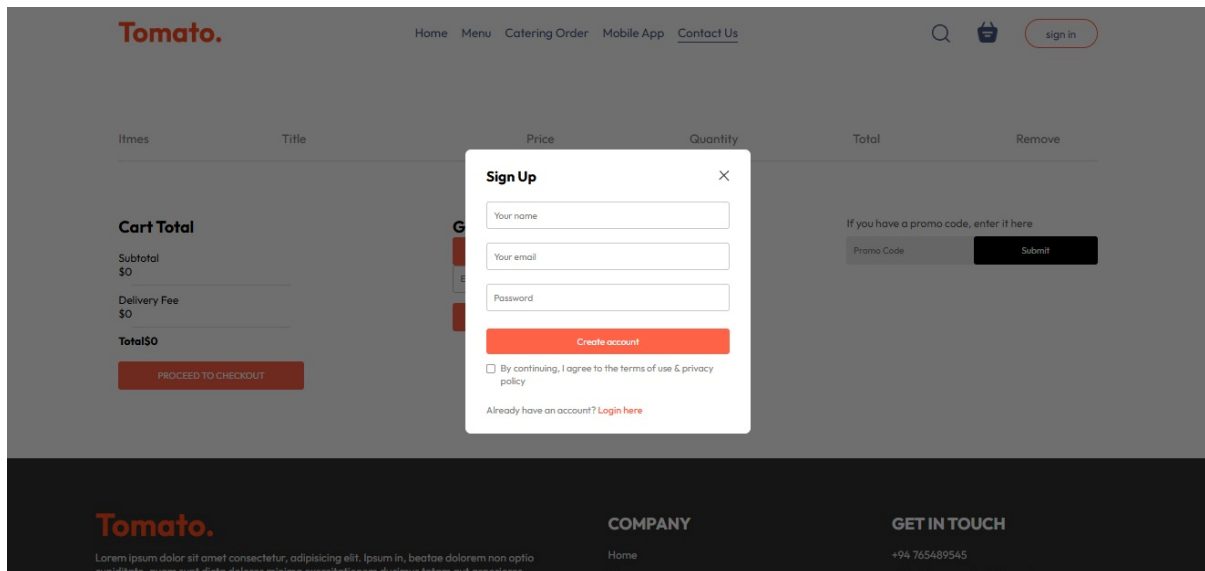 Tomato.
Home Menu Catering Order Mobile App Contact Us
sign in
Itmes Title Price Quantity Total Remove
Sign Up
Your name
Your email
Password
Create account
By continuing, I agree to the terms of use & privacy
policy
Already have an account? Login here
Cart Total
Subtotal
$0
Delivery Fee
$0
Total$0
PROCEED TO CHECKOUT
G
E
If you have a promo code, enter it here
Promo Code
Submit
Tomato.
Lorem ipsum dolor sit amet consectetur, adipisicing elit. Ipsum in, beatae dolorem non optio
COMPANY
Home
GET IN TOUCH
+94 765489545